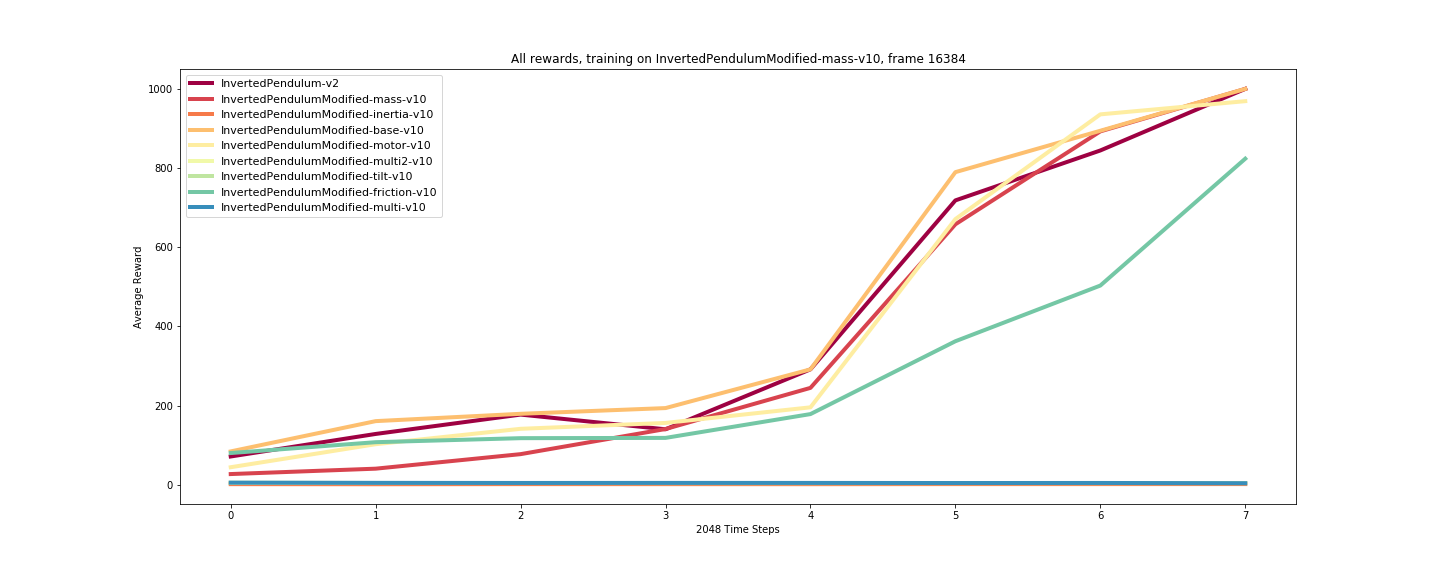 All rewards, training on InvertedPendulumModified-mass-v10, frame 16384
InvertedPendulum-v2
InvertedPendulumModified-mass-v10
InvertedPendulumModified-inertia-v10
InvertedPendulumModified-base-v10
InvertedPendulumModified-motor-v10
InvertedPendulumModified-multi2-v10
InvertedPendulumModified-tilt-v10
InvertedPendulumModified-friction-v10
InvertedPendulumModified-multi-v10
1000
800
600
400
200
0
Average Reward
0 1 2 3 4 5 6 7
2048 Time Steps